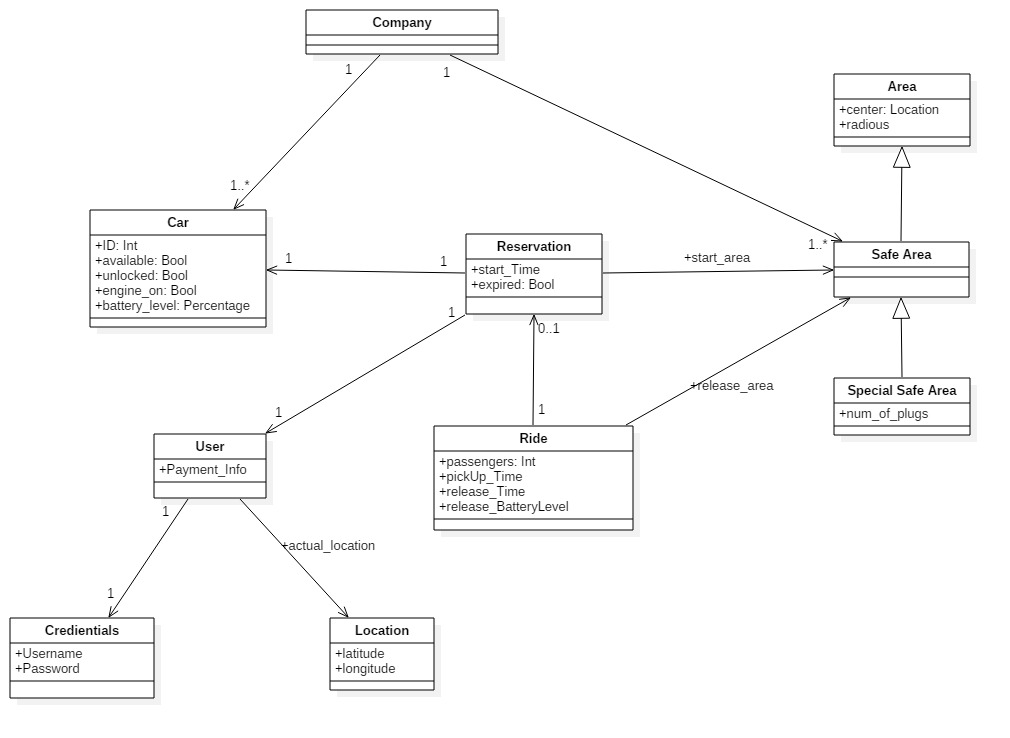 Company
1
1
Area
+center: Location
+radious
1..*
Car
+ID: Int
+available: Bool
+unlocked: Bool
+engine_on: Bool
+battery_level: Percentage
1
1
Reservation
+start_Time
+expired: Bool
+start_area
1..*
Safe Area
1
0..1
+release_area
Special Safe Area
+num_of_plugs
1
1
User
+Payment_Info
Ride
+passengers: Int
+pickUp_Time
+release_Time
+release_BatteryLevel
1
+actual_location
1
Credientials
+Username
+Password
Location
+latitude
+longitude